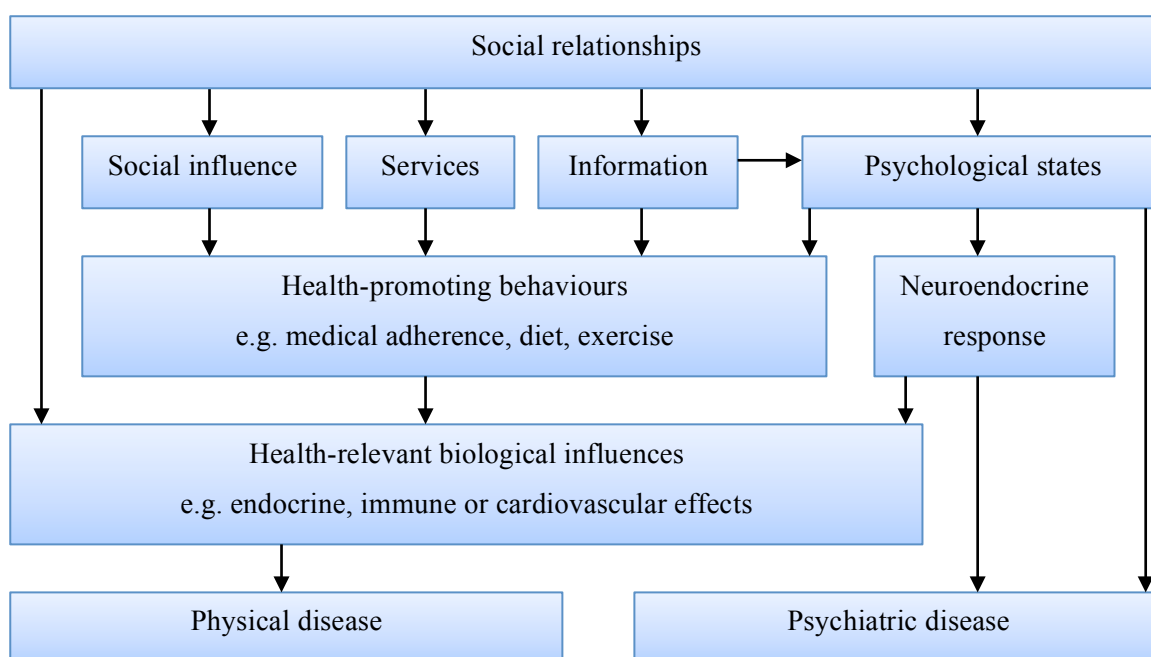 Social relationships
Social influence
Services
Information
Psychological states
Health-promoting behaviours
e.g. medical adherence, diet, exercise
Neuroendocrine
response
Health-relevant biological influences
e.g. endocrine, immune or cardiovascular effects
Physical disease
Psychiatric disease